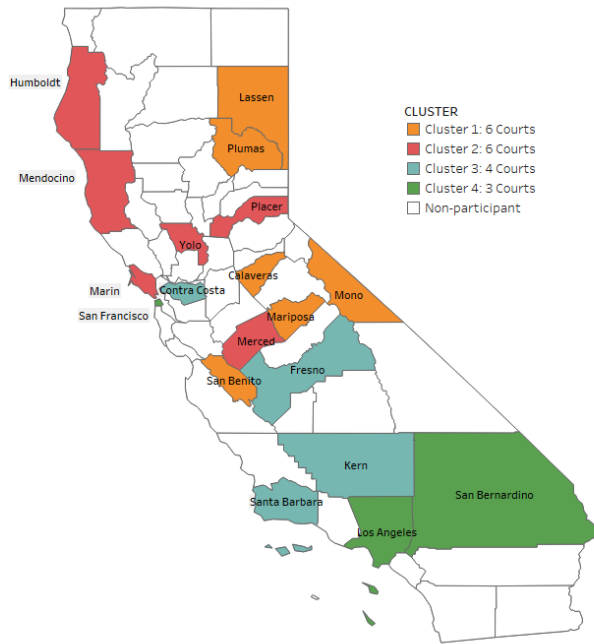 Humboldt
Lassen
CLUSTER
Cluster 1: 6 Courts
Cluster 2: 6 Courts
Cluster 3: 4 Courts
Cluster 4: 3 Courts
Non-participant
Plumas
Mendocino
Placer
Yolo
Calaveras
Marin
Contra Costa
Mono
San Francisco
Mariposa
Merced
Fresno
San Benito
Kern
San Bernardino
Santa Barbara
Los Angeles